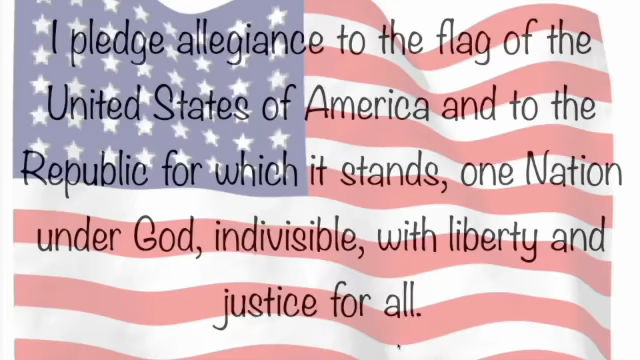 I pledge allegiance to the flag of the
United States of America and to the
Republic for which it stands, one Nation
under God, indivisible, with liberty and
justice for all.